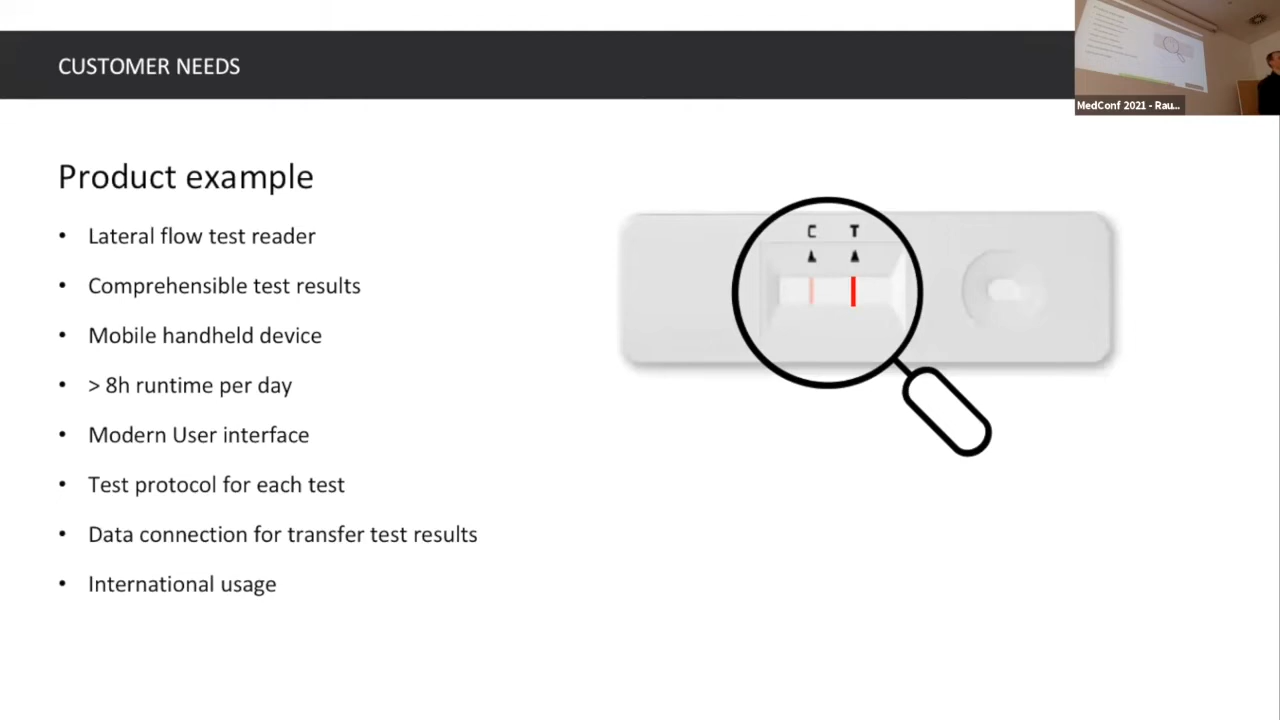 CUSTOMER NEEDS
MedConf 2021 - Rau...
Product example
• Lateral flow test reader
• Comprehensible test results
• Mobile handheld device
• > 8h runtime per day
• Modern User interface
• Test protocol for each test
• Data connection for transfer test results
• International usage
C T